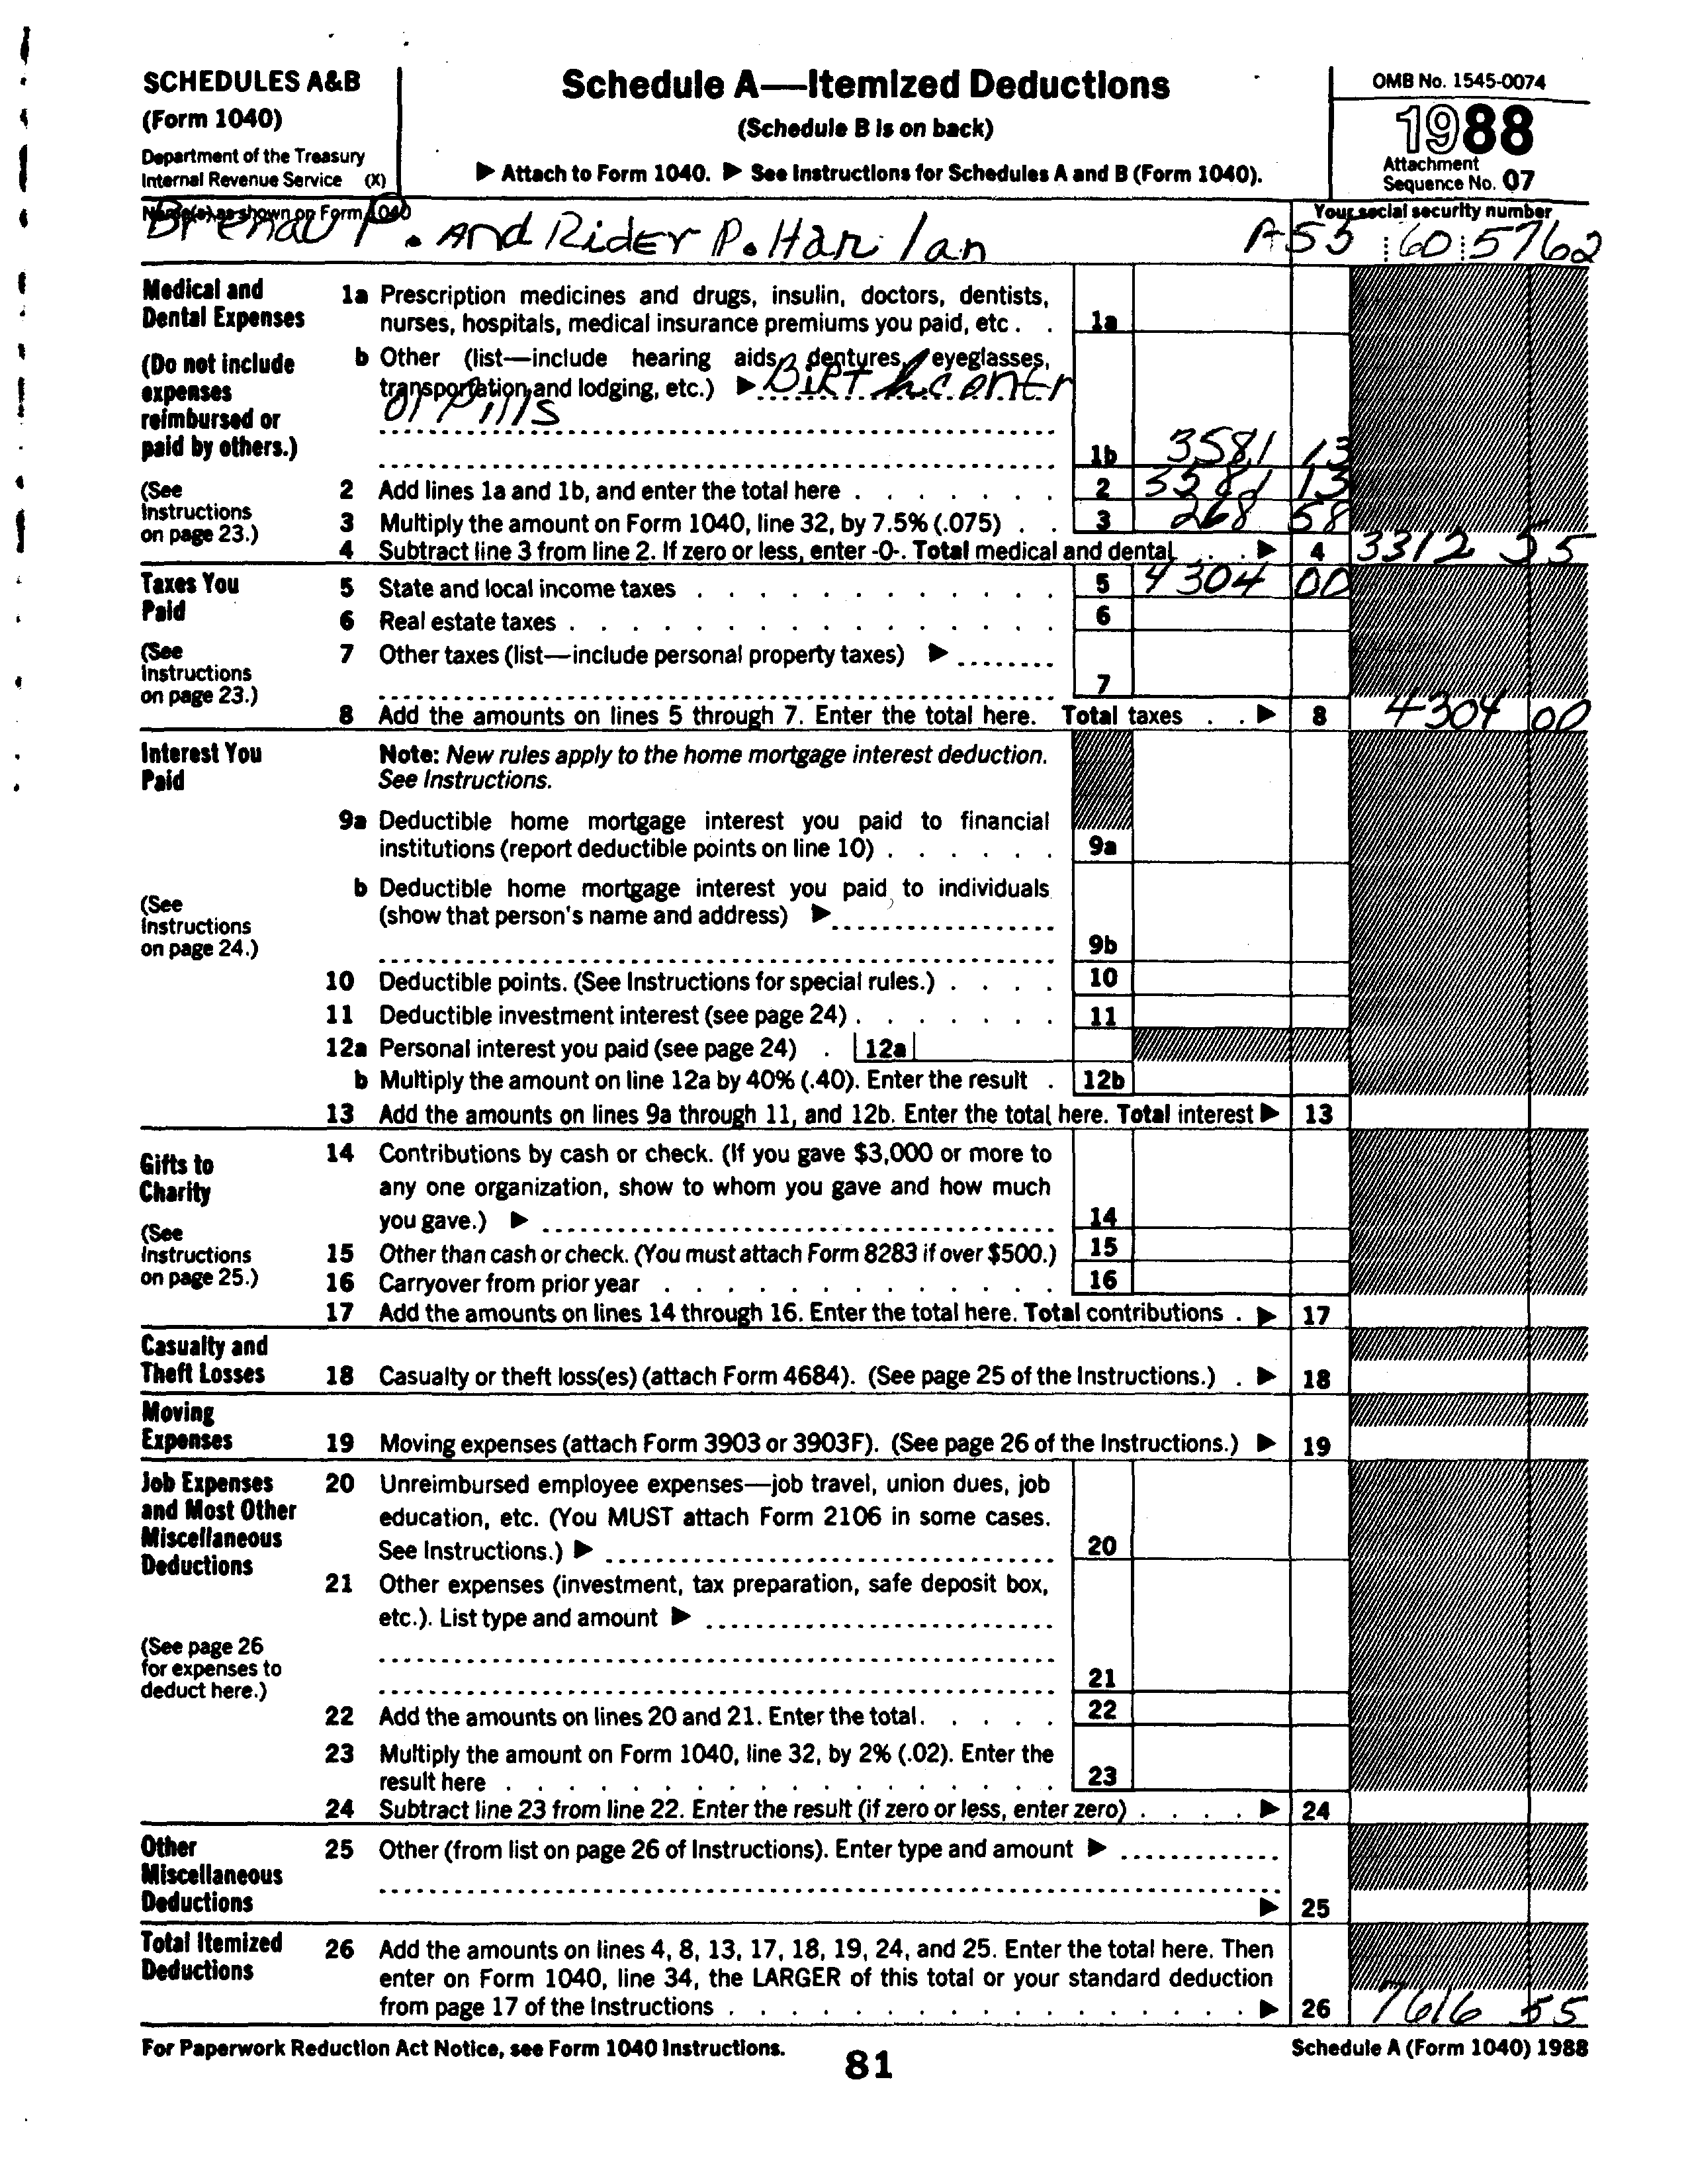 SCHEDULES A&B
(Form 1040)
Department of the Treasury
Internal Revenue Service (X)
Schedule A—Itemized Deductions
(Schedule B is on back)
▶ Attach to Form 1040. ▶ See Instructions for Schedules A and B (Form 1040).
OMB No. 1545-0074
1988
Attachment
Sequence No. 07
Name(s) as shown on Form 1040
P. And Rider P. Harlan
Your social security number
A55 60 5762
Medical and
Dental Expenses
(Do not include
expenses
reimbursed or
paid by others.)
(See
Instructions
on page 23.)
1a Prescription medicines and drugs, insulin, doctors, dentists,
nurses, hospitals, medical insurance premiums you paid, etc . . 1a
b Other (list—include hearing aids, dentures, eyeglasses,
transportation and lodging, etc.) ▶ Birth contr
ol Pills
1b 3581 13
2 Add lines 1a and 1b, and enter the total here . . . . . . . 2 3581 13
3 Multiply the amount on Form 1040, line 32, by 7.5% (.075) . . 3 268 58
4 Subtract line 3 from line 2. If zero or less, enter -0-. Total medical and dental . . ▶ 4 3312 55
Taxes You
Paid
(See
Instructions
on page 23.)
5 State and local income taxes . . . . . . . . . . . . 5 4304 00
6 Real estate taxes . . . . . . . . . . . . . . . . 6
7 Other taxes (list—include personal property taxes) ▶ ........
7
8 Add the amounts on lines 5 through 7. Enter the total here. Total taxes . . ▶ 8 4304 00
Interest You
Paid
(See
Instructions
on page 24.)
Note: New rules apply to the home mortgage interest deduction.
See Instructions.
9a Deductible home mortgage interest you paid to financial
institutions (report deductible points on line 10) . . . . . . 9a
b Deductible home mortgage interest you paid to individuals
(show that person's name and address) ▶ ........
9b
10 Deductible points. (See Instructions for special rules.) . . . . 10
11 Deductible investment interest (see page 24) . . . . . . . 11
12a Personal interest you paid (see page 24) . 12a
b Multiply the amount on line 12a by 40% (.40). Enter the result . 12b
13 Add the amounts on lines 9a through 11, and 12b. Enter the total here. Total interest ▶ 13
Gifts to
Charity
(See
Instructions
on page 25.)
14 Contributions by cash or check. (If you gave $3,000 or more to
any one organization, show to whom you gave and how much
you gave.) ▶ ........ 14
15 Other than cash or check. (You must attach Form 8283 if over $500.) 15
16 Carryover from prior year . . . . . . . . . . . . . 16
17 Add the amounts on lines 14 through 16. Enter the total here. Total contributions . ▶ 17
Casualty and
Theft Losses
18 Casualty or theft loss(es) (attach Form 4684). (See page 25 of the Instructions.) . ▶ 18
Moving
Expenses
19 Moving expenses (attach Form 3903 or 3903F). (See page 26 of the Instructions.) ▶ 19
Job Expenses
and Most Other
Miscellaneous
Deductions
(See page 26
for expenses to
deduct here.)
20 Unreimbursed employee expenses—job travel, union dues, job
education, etc. (You MUST attach Form 2106 in some cases.
See Instructions.) ▶ ........ 20
21 Other expenses (investment, tax preparation, safe deposit box,
etc.). List type and amount ▶ ........
21
22 Add the amounts on lines 20 and 21. Enter the total. . . . . . 22
23 Multiply the amount on Form 1040, line 32, by 2% (.02). Enter the
result here . . . . . . . . . . . . . . . . . . 23
24 Subtract line 23 from line 22. Enter the result (if zero or less, enter zero) . . . . ▶ 24
Other
Miscellaneous
Deductions
25 Other (from list on page 26 of Instructions). Enter type and amount ▶ ........
▶ 25
Total Itemized
Deductions
26 Add the amounts on lines 4, 8, 13, 17, 18, 19, 24, and 25. Enter the total here. Then
enter on Form 1040, line 34, the LARGER of this total or your standard deduction
from page 17 of the Instructions . . . . . . . . . . . . . . . . . ▶ 26 7616 55
For Paperwork Reduction Act Notice, see Form 1040 Instructions.
81
Schedule A (Form 1040) 1988